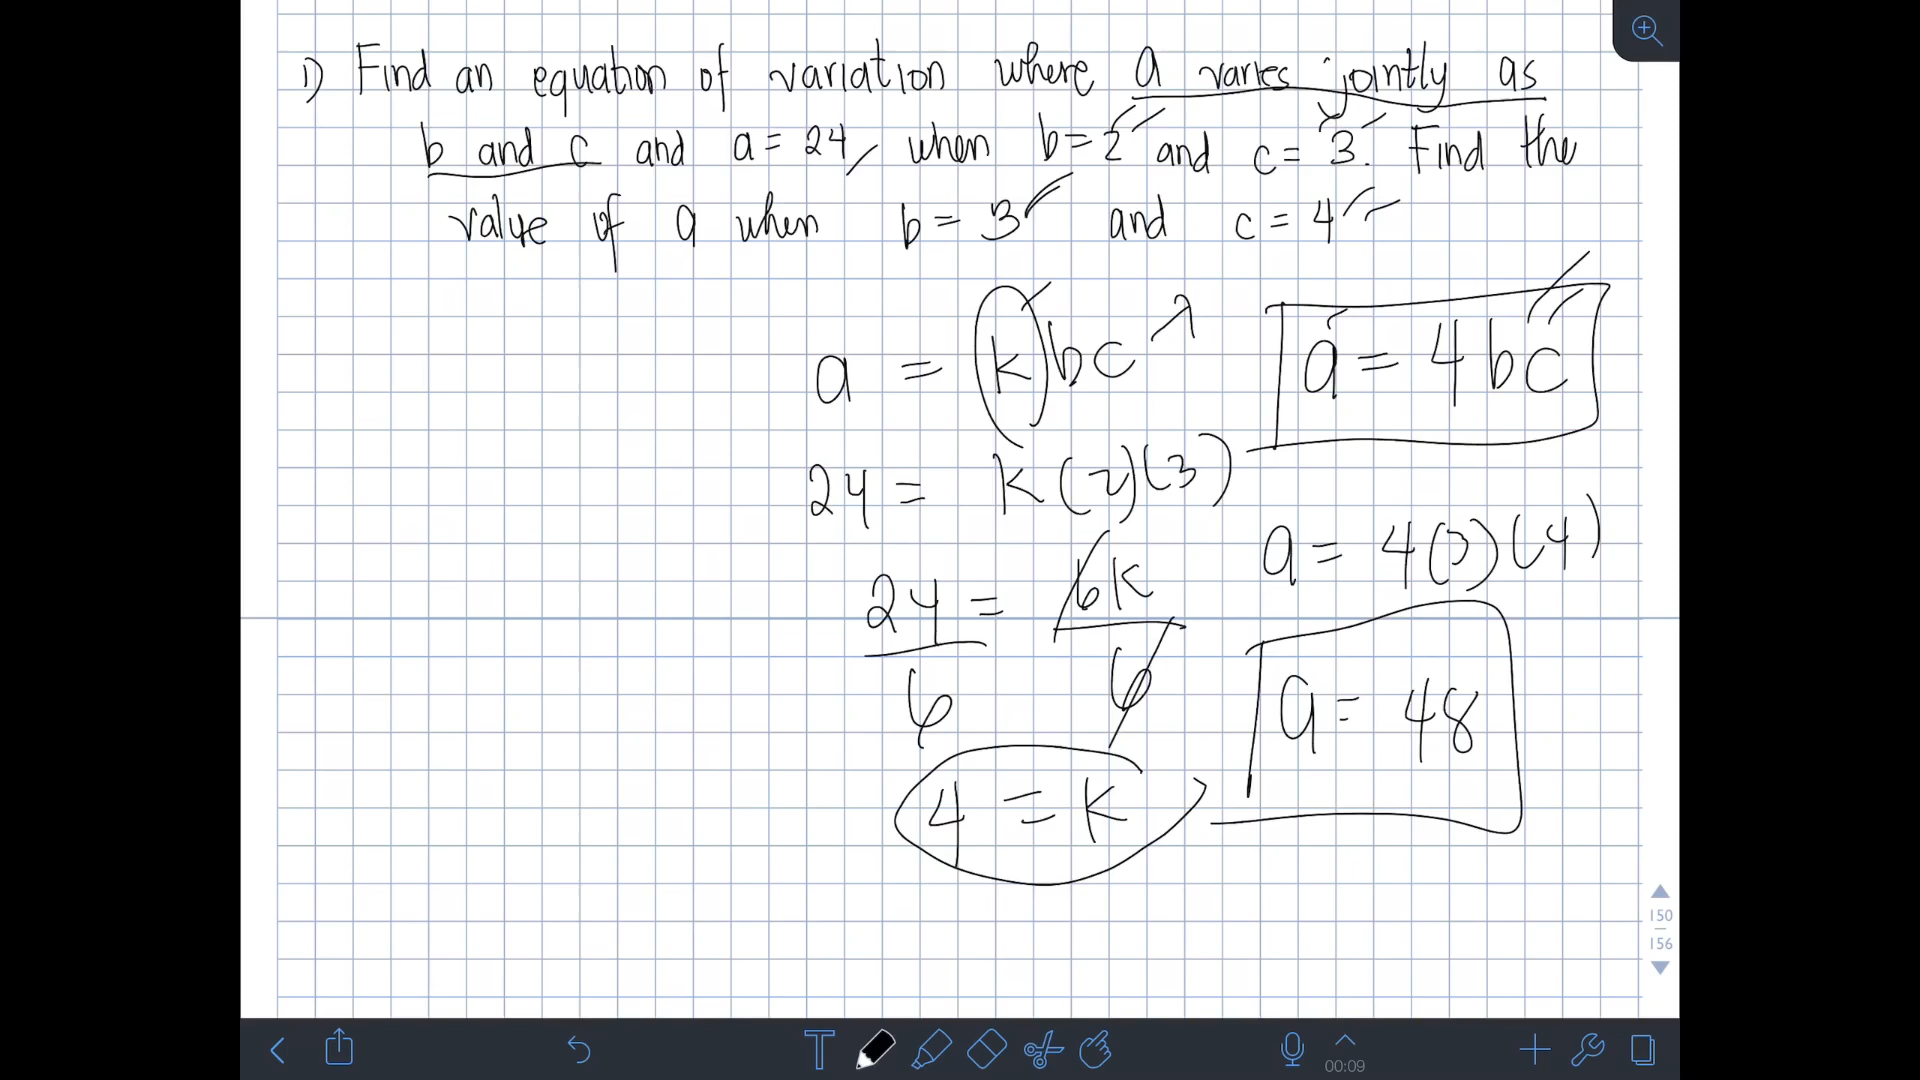 1) Find an equation of variation where a varies jointly as
b and c and a = 24 when b = 2 and c = 3. Find the
value of a when b = 3 and c = 4
a = kbc
a = 4bc
24 = k(2)(3)
a = 4(3)(4)
24 = 6k
6 6
a = 48
4 = k
150
156
T
00:09